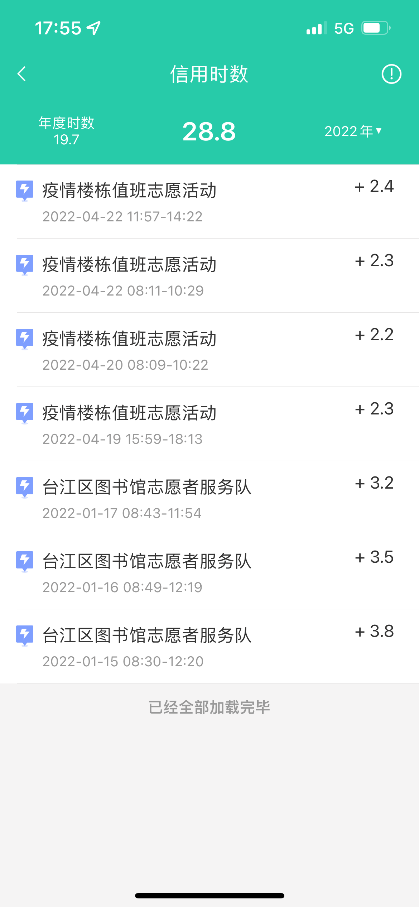 17:55
5G
信用时数
年度时数
19.7
28.8
2022年
疫情楼栋值班志愿活动
+ 2.4
2022-04-22 11:57-14:22
疫情楼栋值班志愿活动
+ 2.3
2022-04-22 08:11-10:29
疫情楼栋值班志愿活动
+ 2.2
2022-04-20 08:09-10:22
疫情楼栋值班志愿活动
+ 2.3
2022-04-19 15:59-18:13
台江区图书馆志愿者服务队
+ 3.2
2022-01-17 08:43-11:54
台江区图书馆志愿者服务队
+ 3.5
2022-01-16 08:49-12:19
台江区图书馆志愿者服务队
+ 3.8
2022-01-15 08:30-12:20
已经全部加载完毕